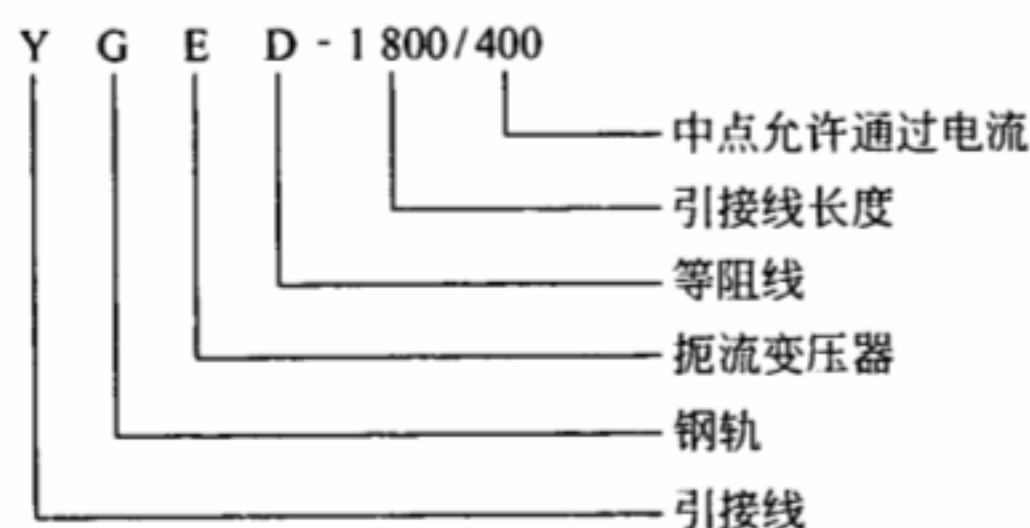 Y G E D - 1 800/400
中点允许通过电流
引接线长度
等阻线
扼流变压器
钢轨
引接线